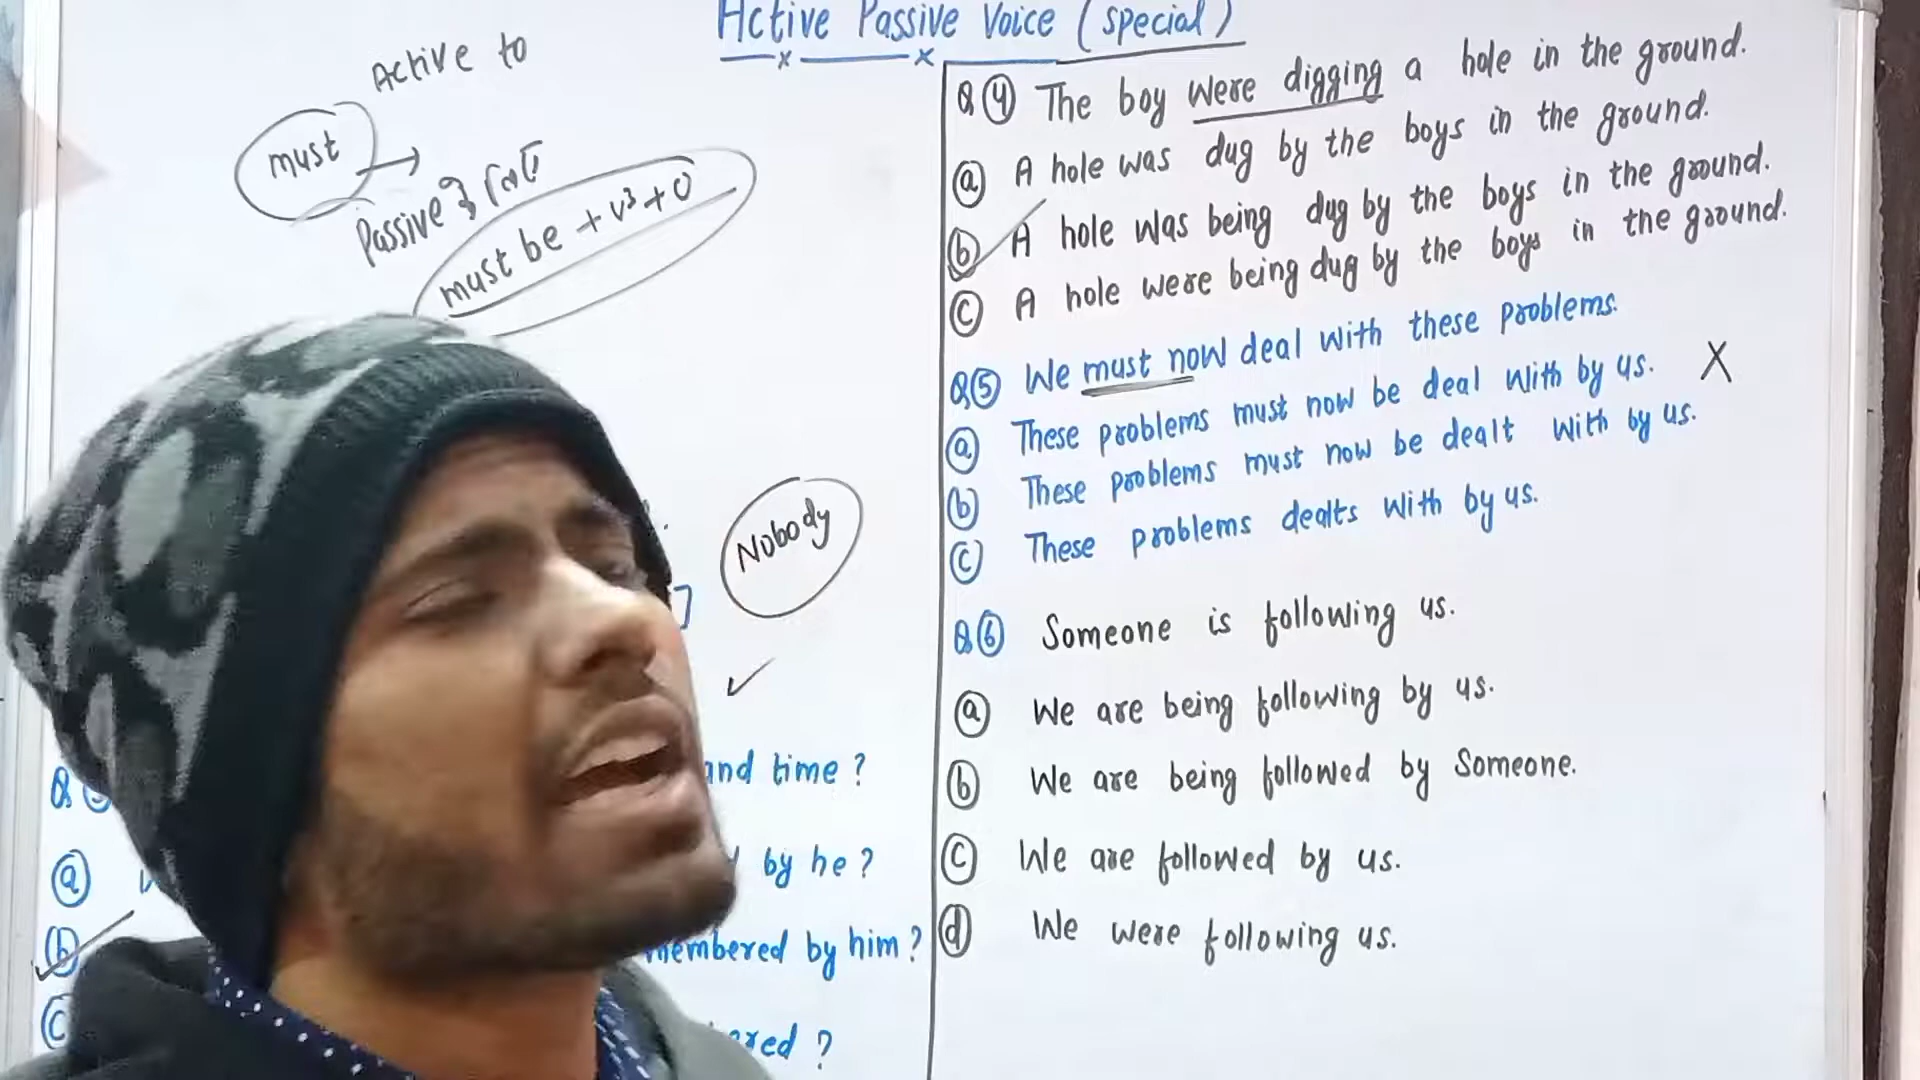 Active Passive Voice (special)
Active to
must →
Passive
must be + v³ + O
Nobody
and time ?
Q
(a)
by he ?
(b)
membered by him ?
(c)
ered ?
Q(4) The boy were digging a hole in the ground.
(a) A hole was dug by the boys in the ground.
(b) A hole was being dug by the boys in the ground.
(c) A hole were being dug by the boys in the ground.
Q(5) We must now deal with these problems.
(a) These problems must now be deal with by us. X
(b) These problems must now be dealt with by us.
(c) These problems dealts with by us.
Q(6) Someone is following us.
(a) We are being following by us.
(b) We are being followed by Someone.
(c) We are followed by us.
(d) We were following us.